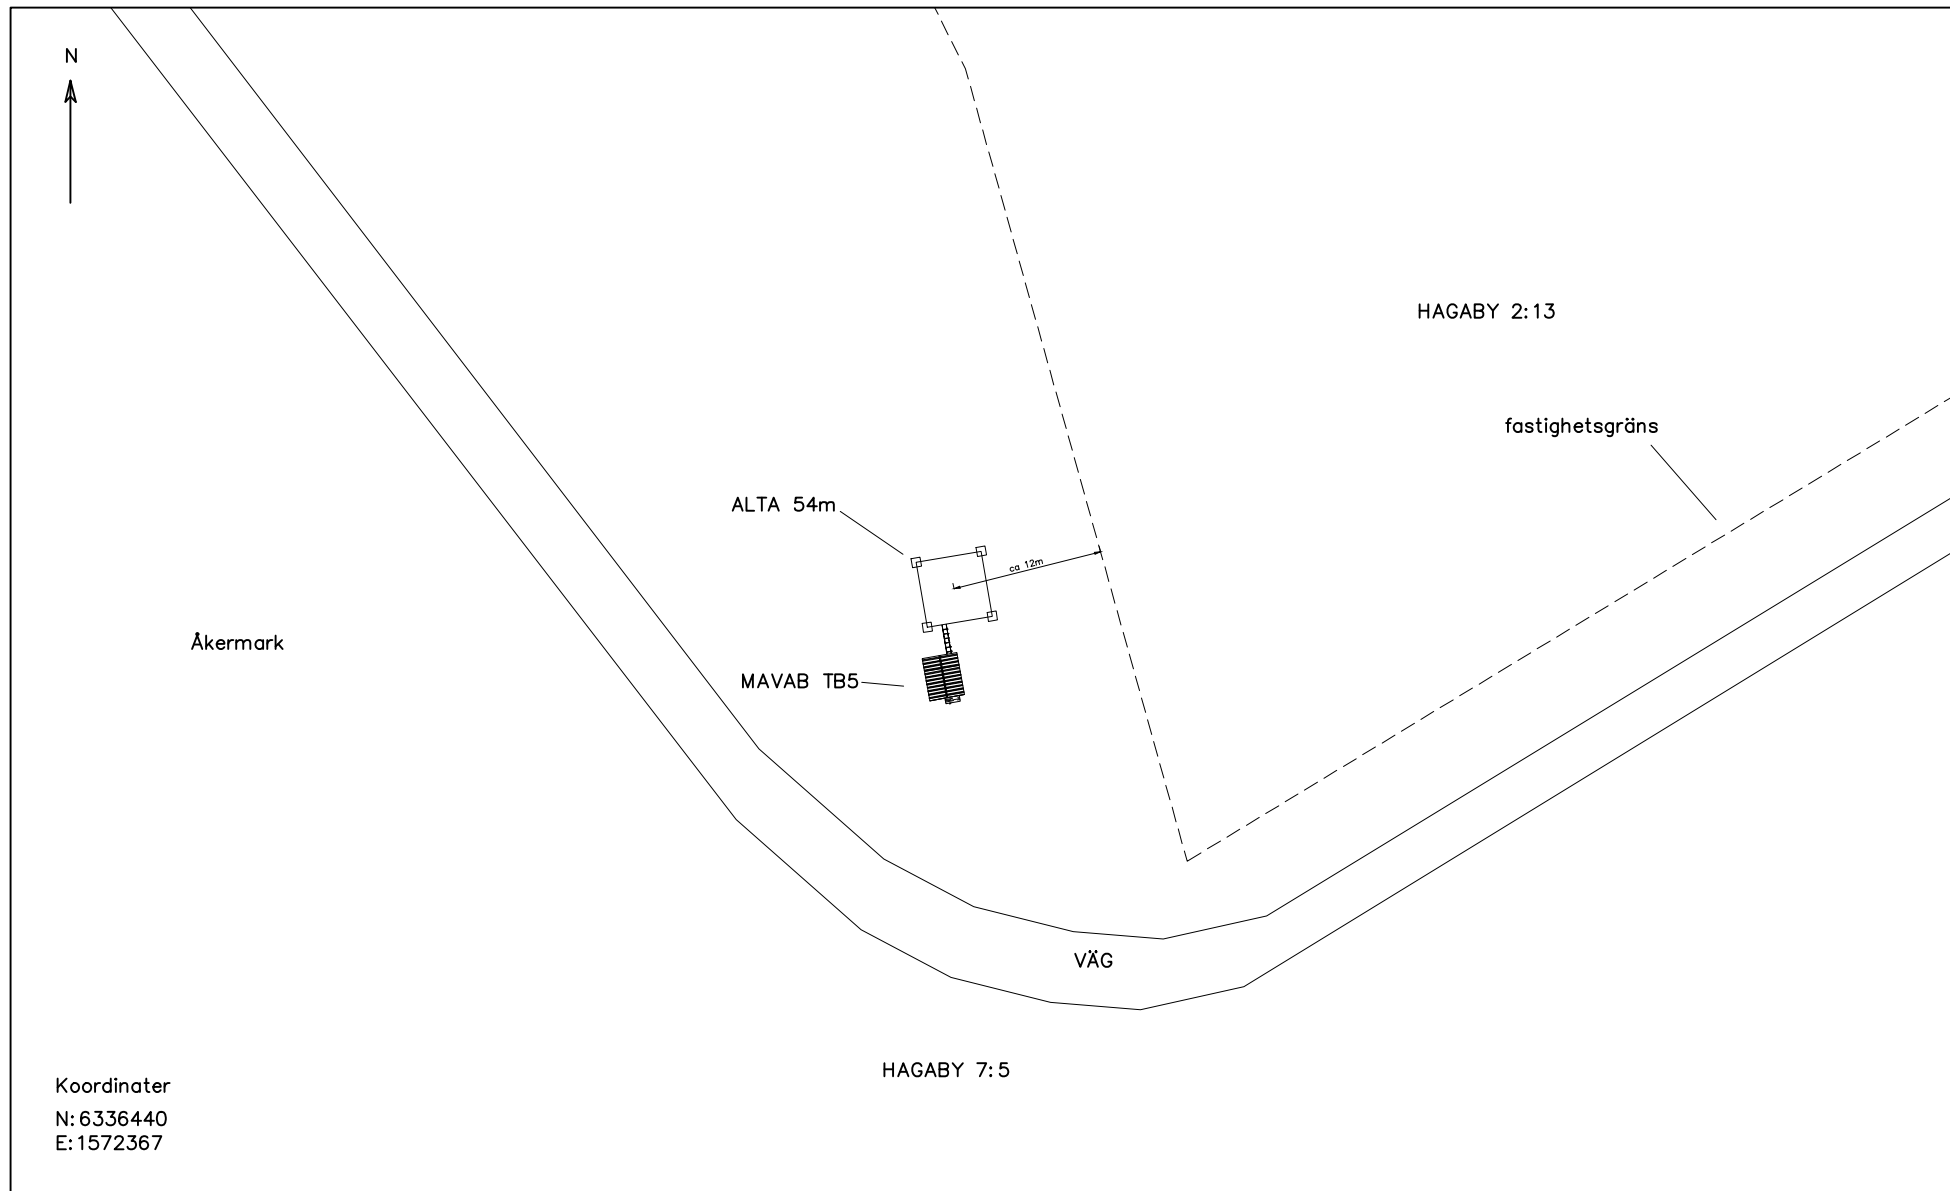 N
HAGABY 2:13
fastighetsgräns
ALTA 54m
ca 12m
Åkermark
MAVAB TB5
VÄG
HAGABY 7:5
Koordinater
N:6336440
E:1572367